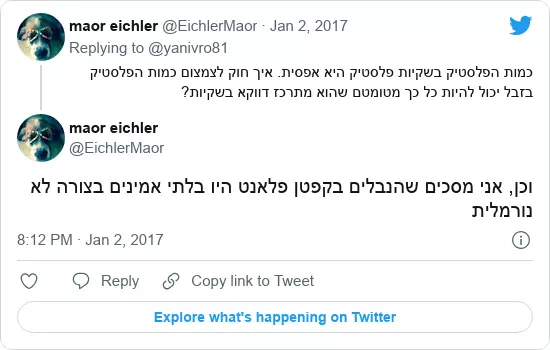 maor eichler @EichlerMaor · Jan 2, 2017
Replying to @yanivro81
כמות הפלסטיק בשקיות פלסטיק היא אפסית. איך חוק לצמצום כמות הפלסטיק
בזבל יכול להיות כל כך מטומטם שהוא מתרכז דווקא בשקיות?
maor eichler
@EichlerMaor
וכן, אני מסכים שהנבלים בקפטן פלאנט היו בלתי אמינים בצורה לא
נורמלית
8:12 PM · Jan 2, 2017
Reply Copy link to Tweet
Explore what's happening on Twitter